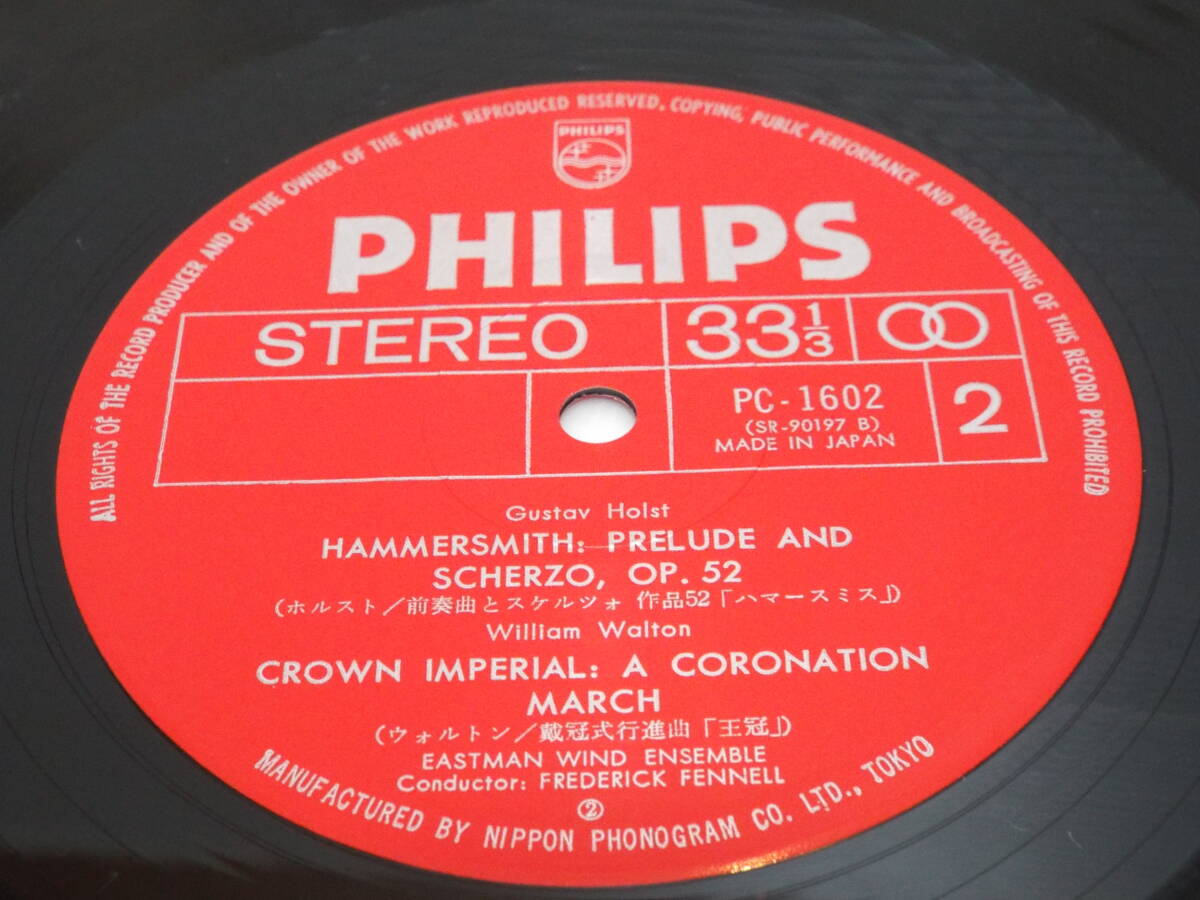 ALL RIGHTS OF THE RECORD PRODUCER AND OF THE OWNER OF THE WORK REPRODUCED RESERVED. COPYING, PUBLIC PERFORMANCE AND BROADCASTING OF THIS RECORD PROHIBITED
PHILIPS
PHILIPS
STEREO 33 1/3
PC-1602
(SR-90197 B)
MADE IN JAPAN
2
Gustav Holst
HAMMERSMITH: PRELUDE AND
SCHERZO, OP. 52
(ホルスト/前奏曲とスケルツォ 作品52「ハマースミス」)
William Walton
CROWN IMPERIAL: A CORONATION
MARCH
(ウォルトン/戴冠式行進曲「王冠」)
EASTMAN WIND ENSEMBLE
Conductor: FREDERICK FENNELL
②
MANUFACTURED BY NIPPON PHONOGRAM CO. LTD., TOKYO